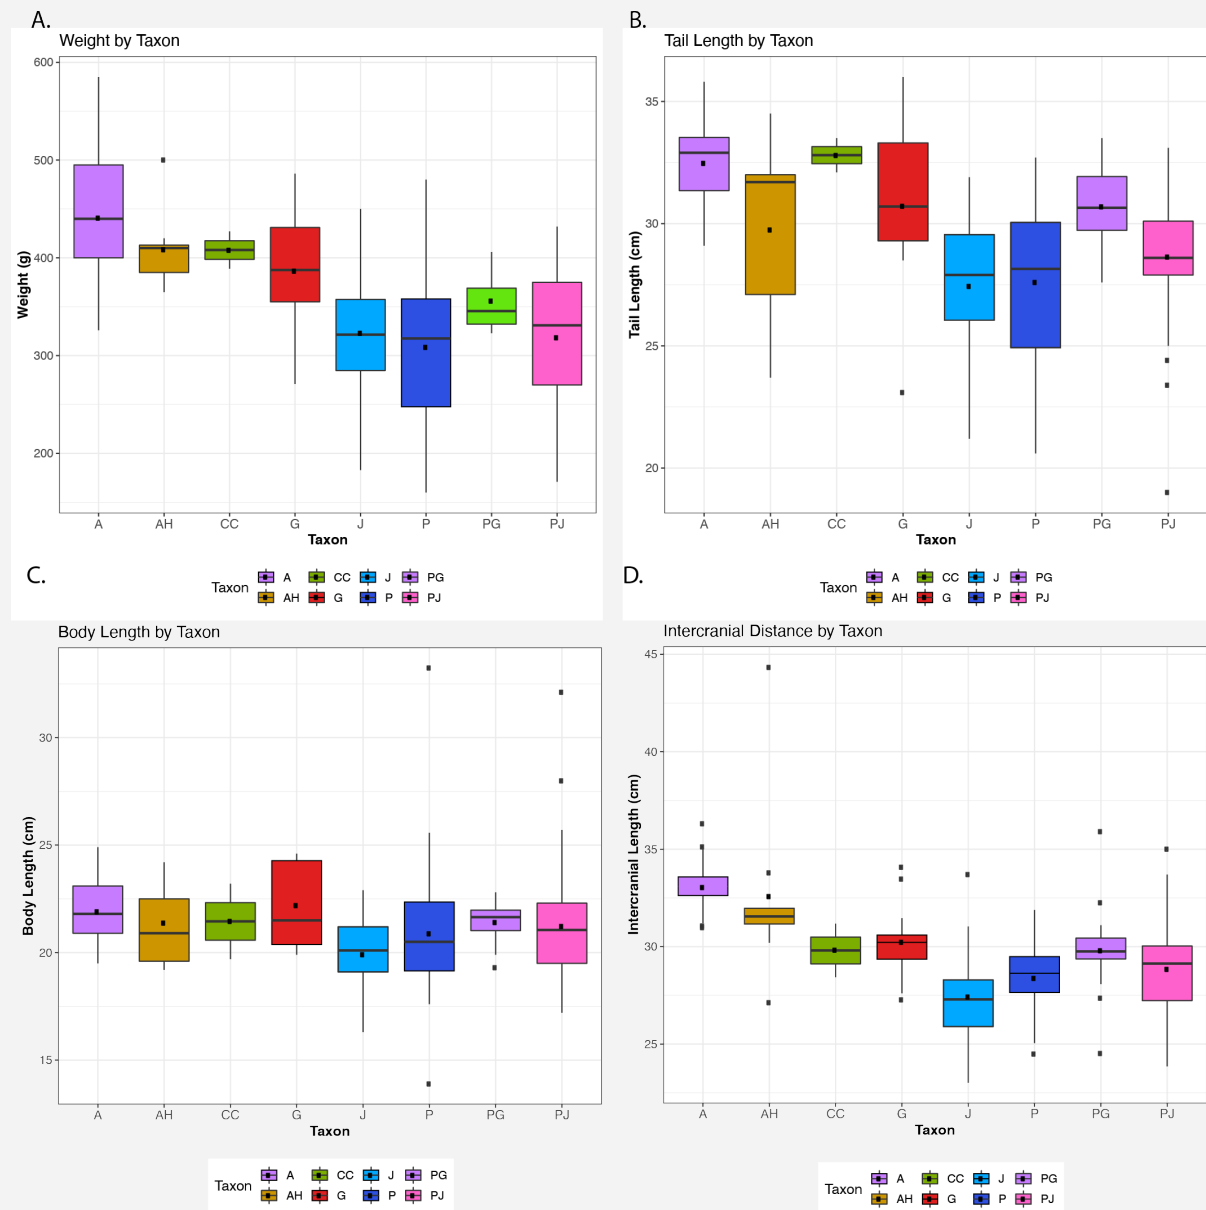 A.
Weight by Taxon
600
500
400
300
200
Weight (g)
A AH CC G J P PG PJ
Taxon
Taxon A CC J PG
AH G P PJ
B.
Tail Length by Taxon
35
30
25
20
Tail Length (cm)
A AH CC G J P PG PJ
Taxon
Taxon A CC J PG
AH G P PJ
C.
Body Length by Taxon
30
25
20
15
Body Length (cm)
A AH CC G J P PG PJ
Taxon
Taxon A CC J PG
AH G P PJ
D.
Intercranial Distance by Taxon
45
40
35
30
25
Intercranial Length (cm)
A AH CC G J P PG PJ
Taxon
Taxon A CC J PG
AH G P PJ